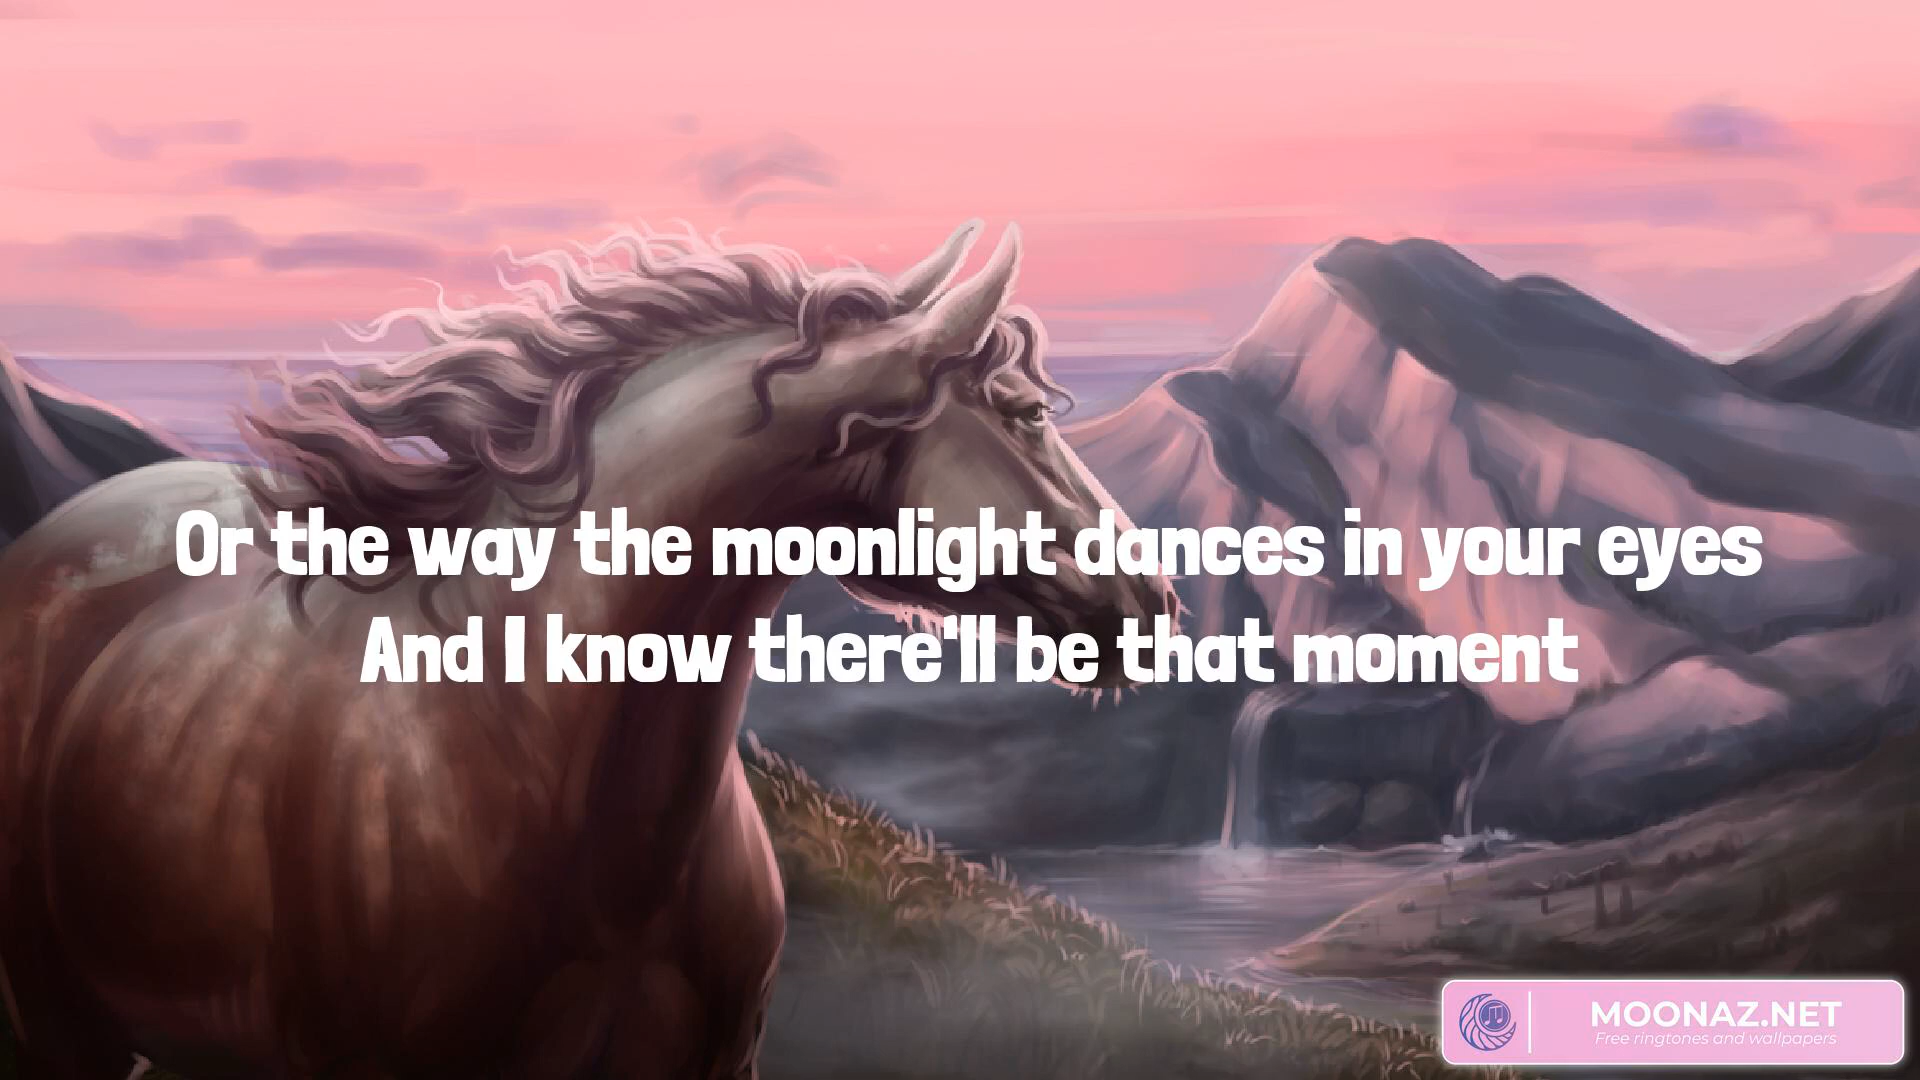 Or the way the moonlight dances in your eyes
And I know there'll be that moment
MOONAZ.NET
Free ringtones and wallpapers